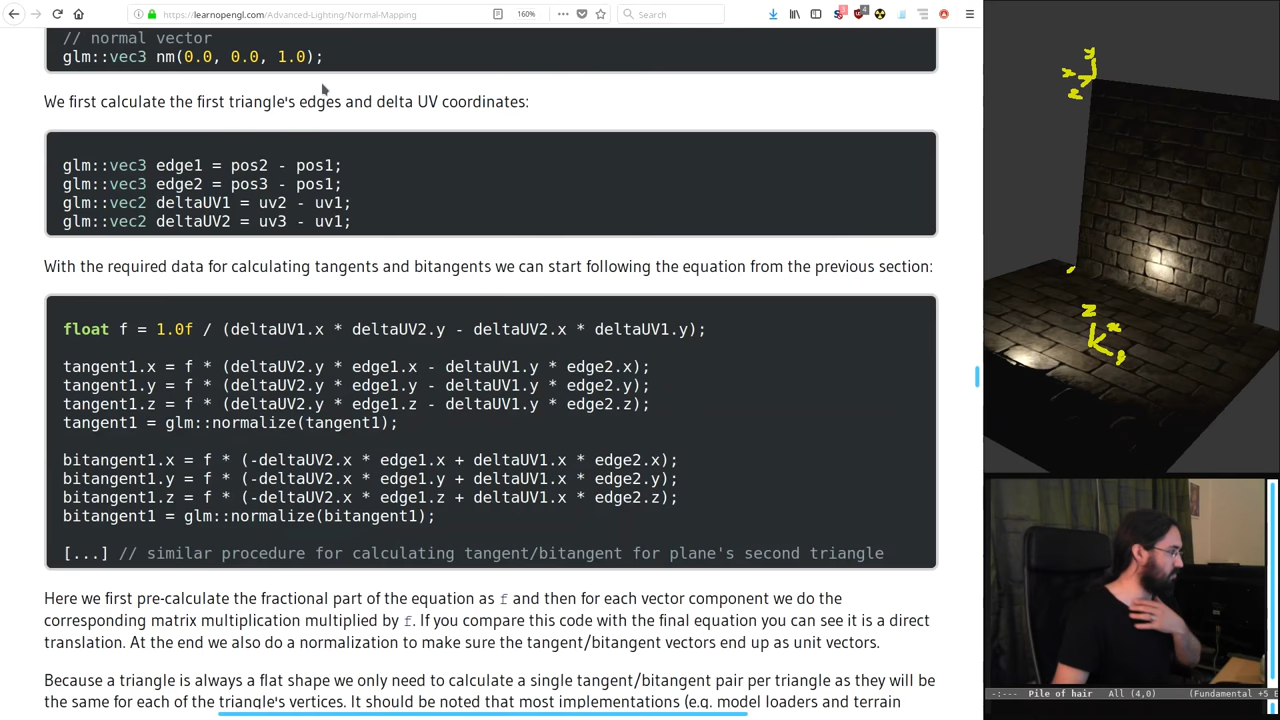 https://learnopengl.com/Advanced-Lighting/Normal-Mapping
160%
Search
// normal vector
glm::vec3 nm(0.0, 0.0, 1.0);
We first calculate the first triangle's edges and delta UV coordinates:
glm::vec3 edge1 = pos2 - pos1;
glm::vec3 edge2 = pos3 - pos1;
glm::vec2 deltaUV1 = uv2 - uv1;
glm::vec2 deltaUV2 = uv3 - uv1;
With the required data for calculating tangents and bitangents we can start following the equation from the previous section:
float f = 1.0f / (deltaUV1.x * deltaUV2.y - deltaUV2.x * deltaUV1.y);
tangent1.x = f * (deltaUV2.y * edge1.x - deltaUV1.y * edge2.x);
tangent1.y = f * (deltaUV2.y * edge1.y - deltaUV1.y * edge2.y);
tangent1.z = f * (deltaUV2.y * edge1.z - deltaUV1.y * edge2.z);
tangent1 = glm::normalize(tangent1);
bitangent1.x = f * (-deltaUV2.x * edge1.x + deltaUV1.x * edge2.x);
bitangent1.y = f * (-deltaUV2.x * edge1.y + deltaUV1.x * edge2.y);
bitangent1.z = f * (-deltaUV2.x * edge1.z + deltaUV1.x * edge2.z);
bitangent1 = glm::normalize(bitangent1);
[...] // similar procedure for calculating tangent/bitangent for plane's second triangle
Here we first pre-calculate the fractional part of the equation as f and then for each vector component we do the
corresponding matrix multiplication multiplied by f. If you compare this code with the final equation you can see it is a direct
translation. At the end we also do a normalization to make sure the tangent/bitangent vectors end up as unit vectors.
Because a triangle is always a flat shape we only need to calculate a single tangent/bitangent pair per triangle as they will be
the same for each of the triangle's vertices. It should be noted that most implementations (e.g. model loaders and terrain
y
x
z
z
x
y
-:--- Pile of hair All (4,0) (Fundamental +5 E